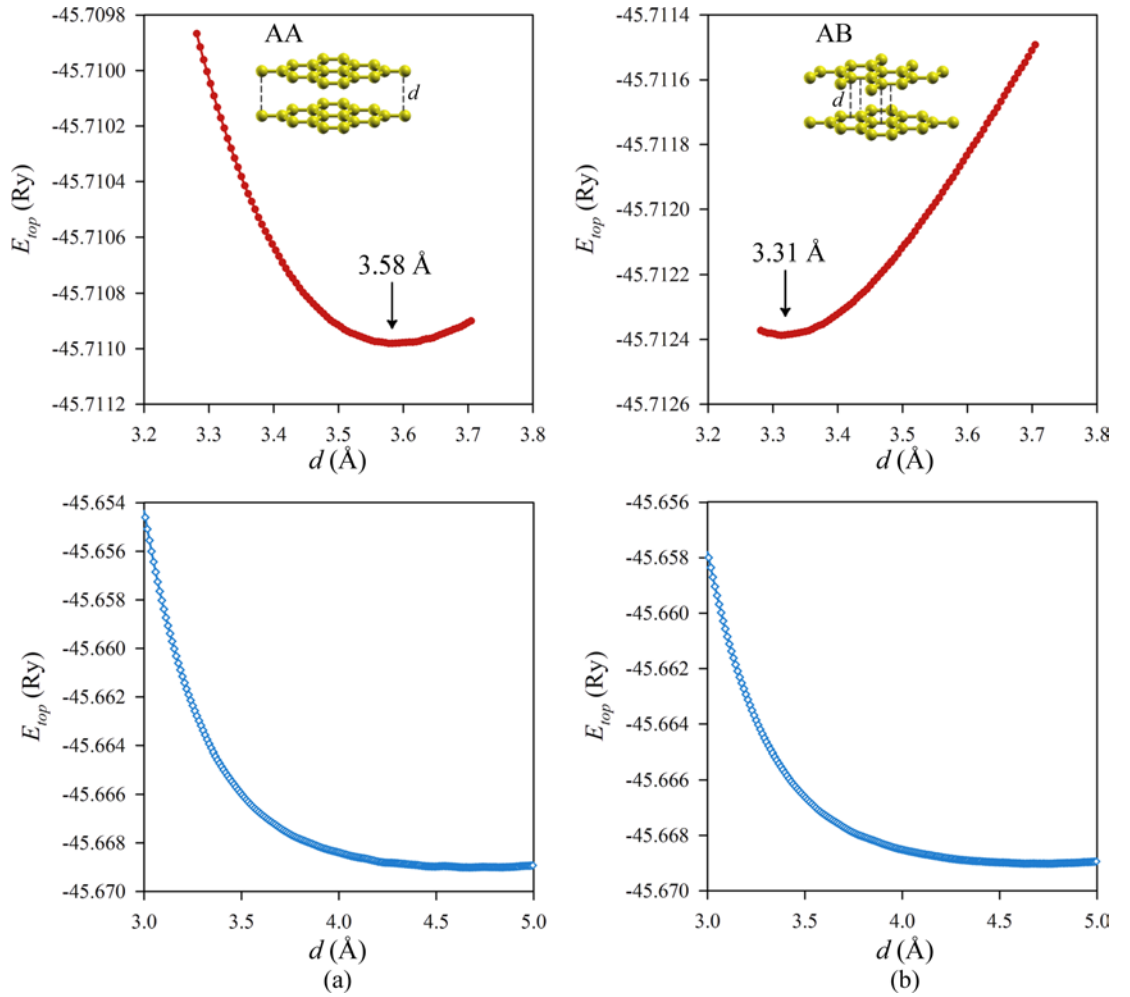 AA
d
3.58 Å
-45.7098
-45.7100
-45.7102
-45.7104
-45.7106
-45.7108
-45.7110
-45.7112
E_top (Ry)
3.2 3.3 3.4 3.5 3.6 3.7 3.8
d (Å)
AB
d
3.31 Å
-45.7114
-45.7116
-45.7118
-45.7120
-45.7122
-45.7124
-45.7126
E_top (Ry)
3.2 3.3 3.4 3.5 3.6 3.7 3.8
d (Å)
-45.654
-45.656
-45.658
-45.660
-45.662
-45.664
-45.666
-45.668
-45.670
E_top (Ry)
3.0 3.5 4.0 4.5 5.0
d (Å)
(a)
-45.656
-45.658
-45.660
-45.662
-45.664
-45.666
-45.668
-45.670
E_top (Ry)
3.0 3.5 4.0 4.5 5.0
d (Å)
(b)